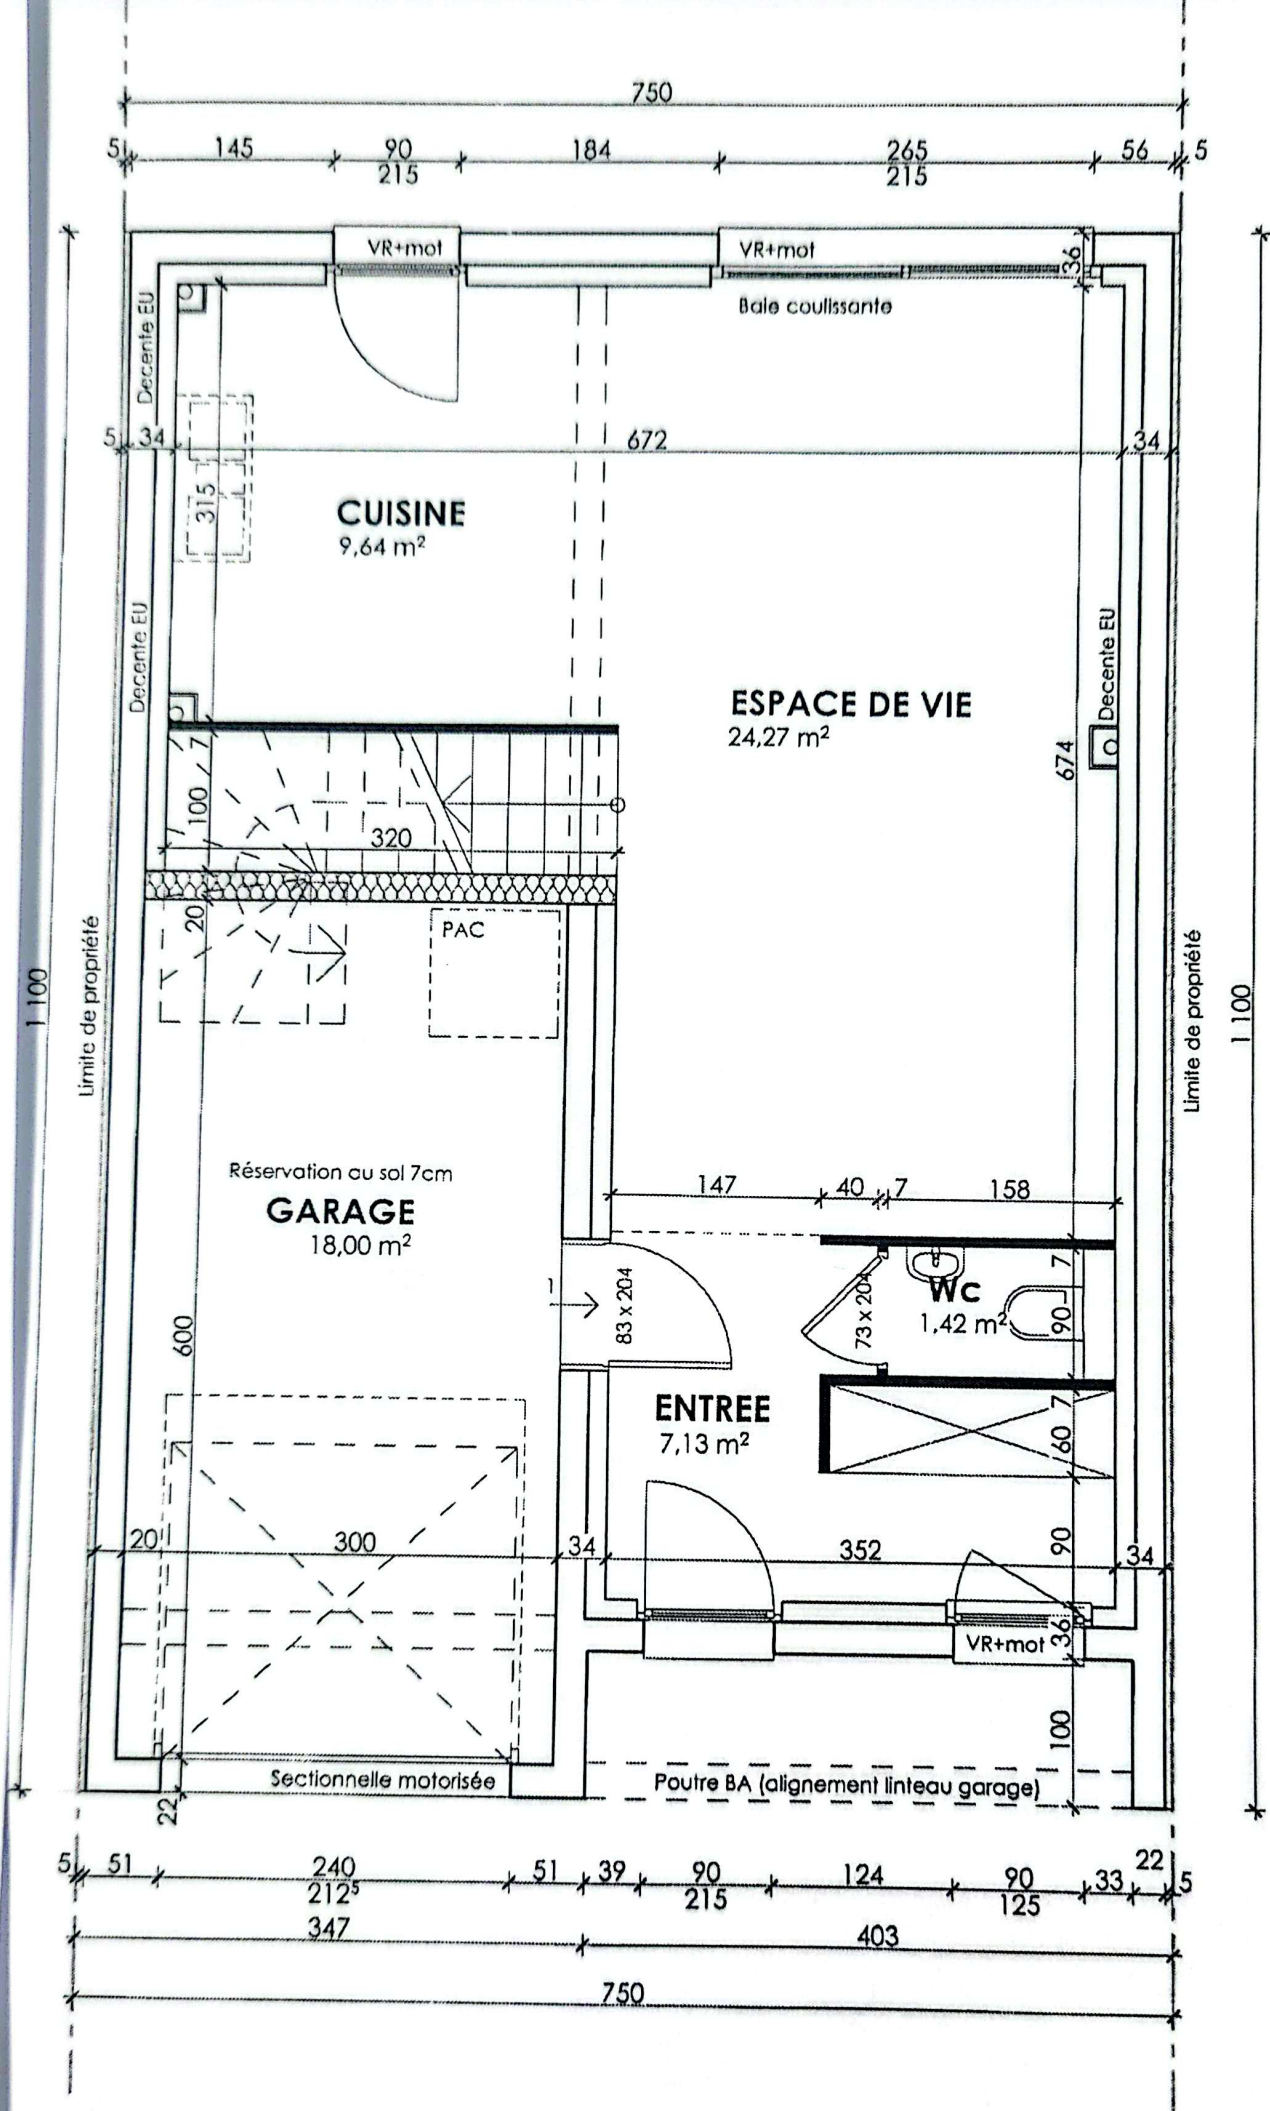 750
5 145 90 184 265 56 5
215 215
VR+mot VR+mot
36
Baie coulissante
Decente EU
5 34 672 34
315
CUISINE
9,64 m²
Decente EU
Decente EU
ESPACE DE VIE
24,27 m²
674
7
100
320
20
PAC
Limite de propriété
Limite de propriété
1 100
1 100
Réservation au sol 7cm
GARAGE
18,00 m²
147 40 7 158
600
1
83 x 204
73 x 204
Wc
1,42 m²
7
90
7
60
90
ENTREE
7,13 m²
20 300 34 352 34
VR+mot
36
100
Sectionnelle motorisée
Poutre BA (alignement linteau garage)
22
5 51 240 51 39 90 124 90 33 22 5
212⁵ 215 125
347 403
750